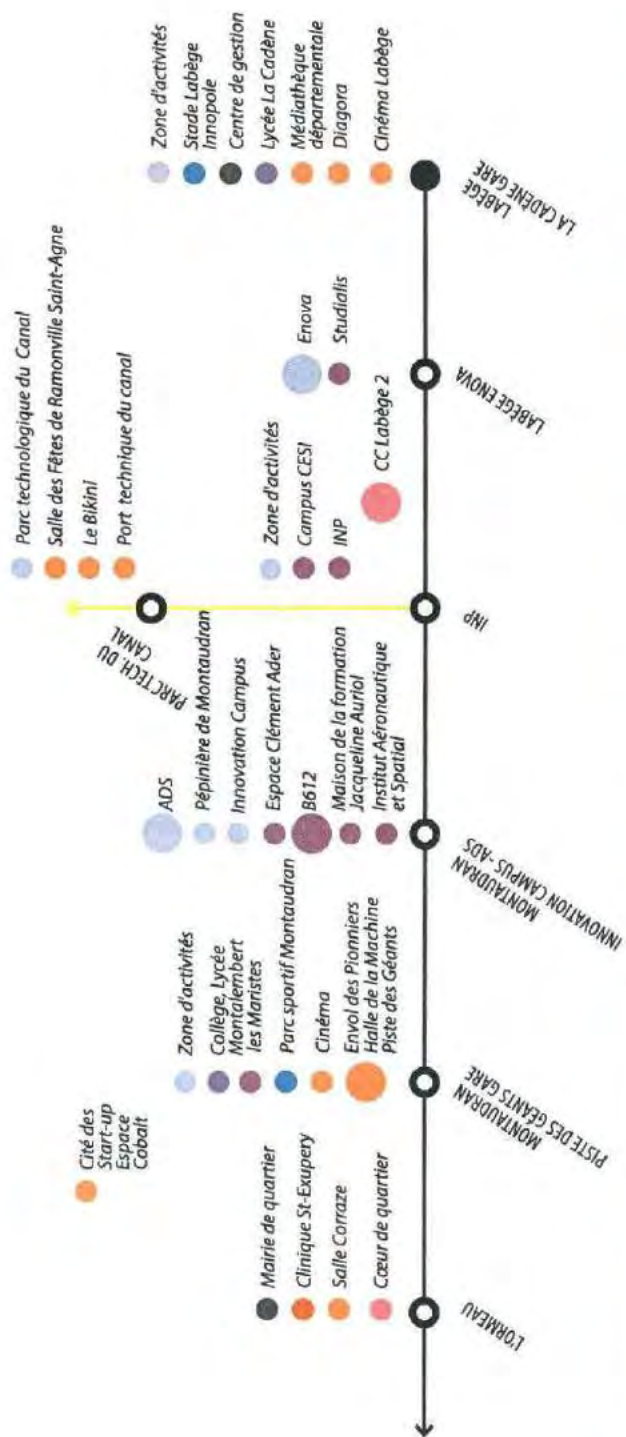 Cité des
Start-up
Espace
Cobalt
Mairie de quartier
Clinique St-Exupery
Salle Corraze
Cœur de quartier
L'ORMEAU
Zone d'activités
Collège, Lycée
Montalembert
les Maristes
Parc sportif Montaudran
Cinéma
Envol des Pionniers
Halle de la Machine
Piste des Géants
MONTAUDRAN
PISTE DES GÉANTS GARE
ADS
Pépinière de Montaudran
Innovation Campus
Espace Clément Ader
B612
Maison de la formation
Jacqueline Auriol
Institut Aéronautique
et Spatial
MONTAUDRAN
INNOVATION CAMPUS - ADS
Parc technologique du Canal
Salle des Fêtes de Ramonville Saint-Agne
Le Bikini
Port technique du canal
PARC TECH. DU
CANAL
Zone d'activités
Campus CESI
INP
INP
CC Labège 2
Enova
Studialis
LABÈGE ENOVA
Zone d'activités
Stade Labège
Innopole
Centre de gestion
Lycée La Cadène
Médiathèque
départementale
Diagora
Cinéma Labège
LABÈGE
LA CADÈNE GARE